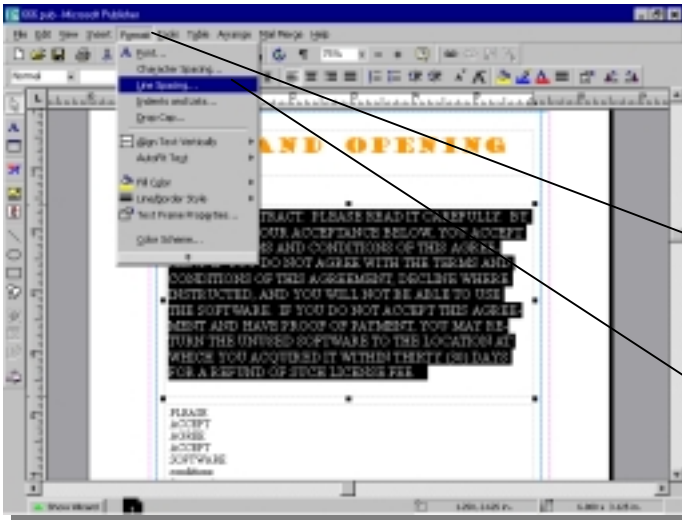 XXX.pub - Microsoft Publisher
File Edit View Insert Format Tools Table Arrange Mail Merge Help
75%
Normal
Font...
Character Spacing...
Line Spacing...
Indents and Lists...
Drop Cap...
Align Text Vertically
AutoFit Text
Fill Color
Line/Border Style
Text Frame Properties...
Color Scheme...
AND OPENING
TRACT. PLEASE READ IT CAREFULLY. BY
OUR ACCEPTANCE BELOW, YOU ACCEPT
MS AND CONDITIONS OF THIS AGREE-
DO NOT AGREE WITH THE TERMS AND
CONDITIONS OF THIS AGREEMENT, DECLINE WHERE
INSTRUCTED, AND YOU WILL NOT BE ABLE TO USE
THE SOFTWARE. IF YOU DO NOT ACCEPT THIS AGREE-
MENT AND HAVE PROOF OF PAYMENT, YOU MAY RE-
TURN THE UNUSED SOFTWARE TO THE LOCATION AT
WHICH YOU ACQUIRED IT WITHIN THIRTY (30) DAYS
FOR A REFUND OF SUCH LICENSE FEE.
PLEASE
ACCEPT
AGREE
ACCEPT
SOFTWARE
conditions
Show Wizard